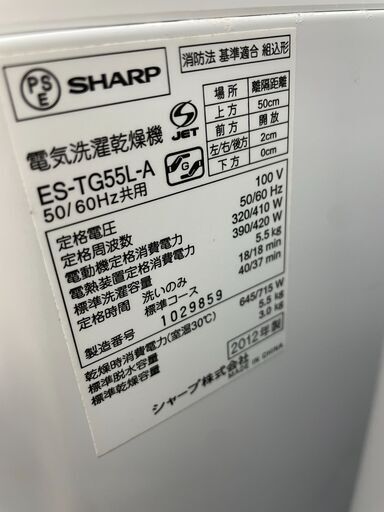 PS
E
SHARP
消防法 基準適合 組込形
場所 離隔距離
上方 50cm
前方 開放
左/右/後方 2cm
下方 0cm
S
JET
G
電気洗濯乾燥機
ES-TG55L-A
50/60Hz共用
定格電圧 100 V
定格周波数 50/60 Hz
電動機定格消費電力 320/410 W
電熱装置定格消費電力 390/420 W
標準洗濯容量 5.5 kg
定格時間 洗いのみ 18/18 min
標準コース 40/37 min
製造番号 1029859
乾燥時消費電力(室温30℃) 645/715 W
標準脱水容量 5.5 kg
標準乾燥容量 3.0 kg
2012年製
シャープ株式会社
MADE IN CHINA